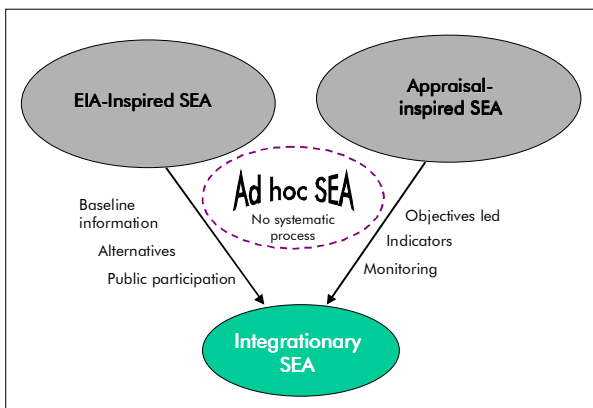 EIA-Inspired SEA
Appraisal-
inspired SEA
Ad hoc SEA
No systematic
process
Baseline
information
Alternatives
Public participation
Objectives led
Indicators
Monitoring
Integrationary
SEA